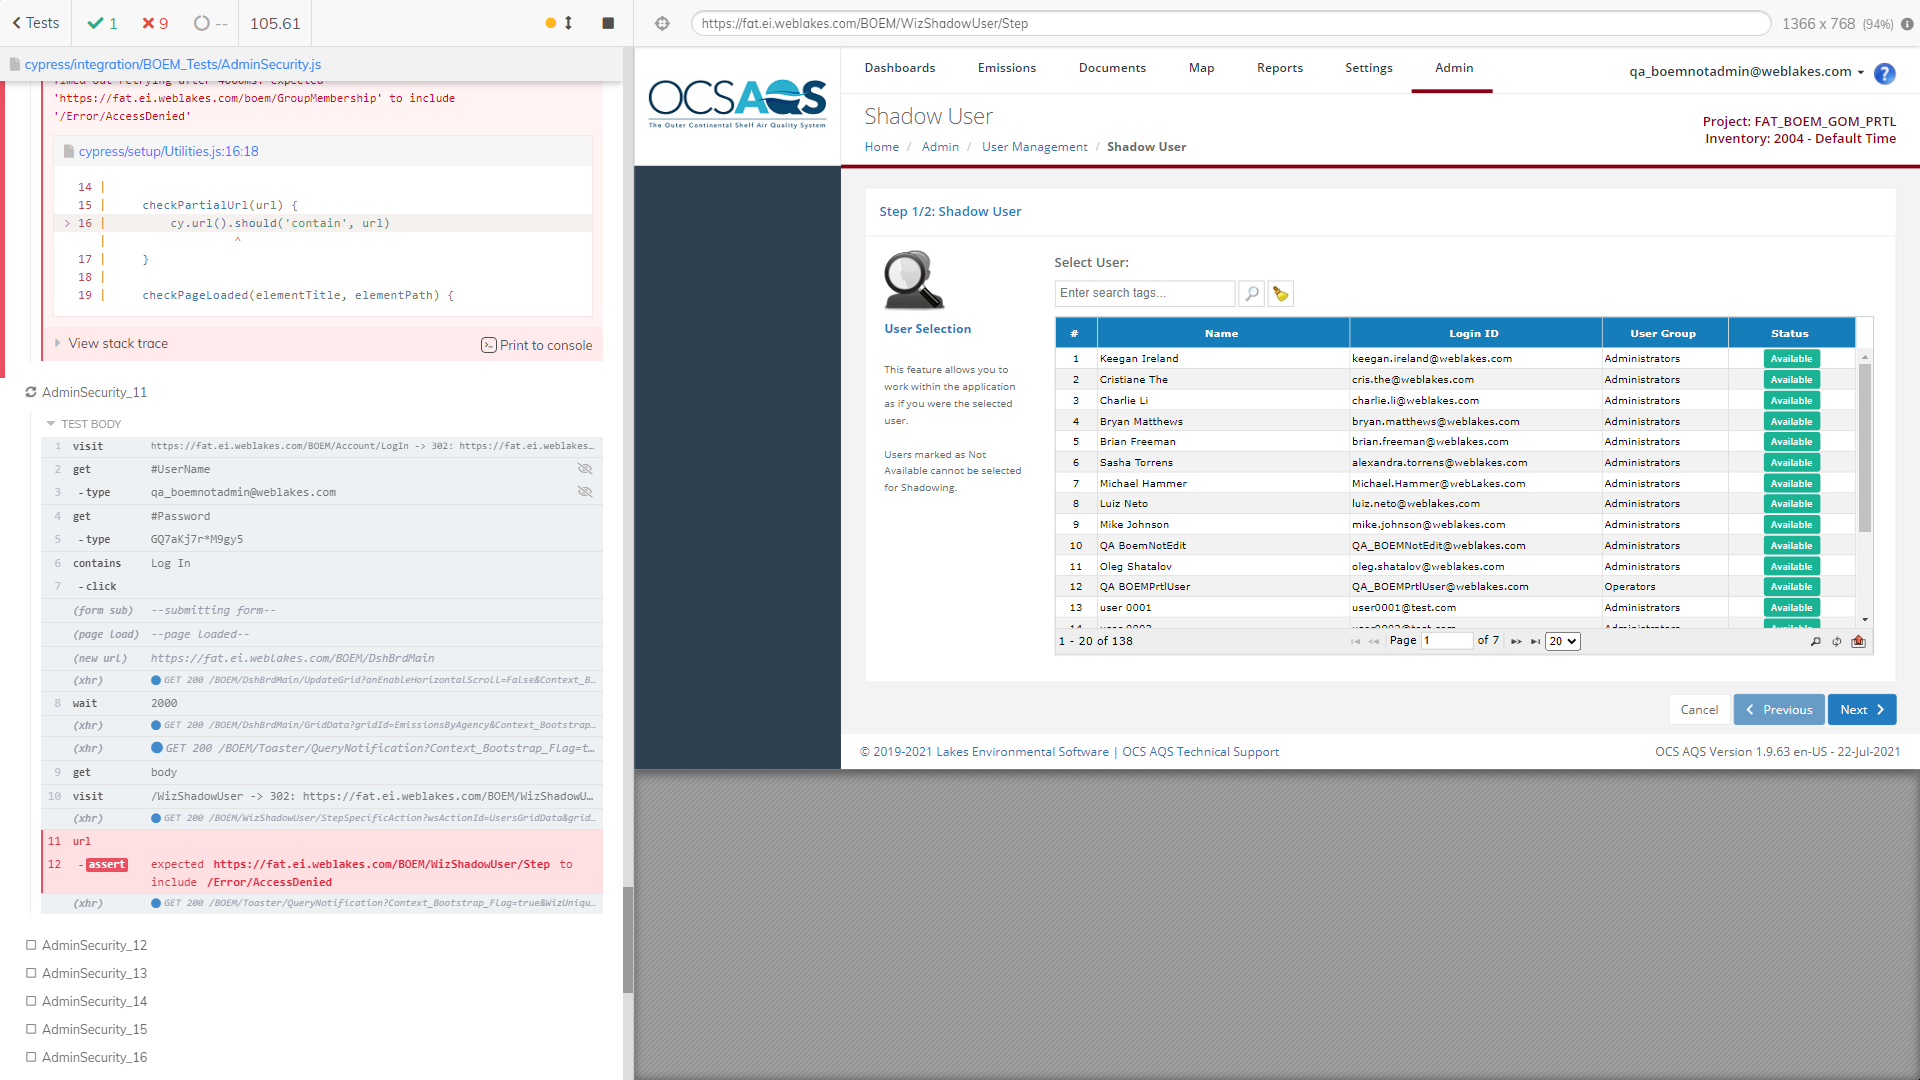 Tests
1
9
--
105.61
cypress/integration/BOEM_Tests/AdminSecurity.js
'https://fat.ei.weblakes.com/boem/GroupMembership' to include
'/Error/AccessDenied'
cypress/setup/Utilities.js:16:18
14 |
15 | checkPartialUrl(url) {
> 16 | cy.url().should('contain', url)
| ^
17 | }
18 |
19 | checkPageLoaded(elementTitle, elementPath) {
View stack trace
Print to console
AdminSecurity_11
TEST BODY
1 visit https://fat.ei.weblakes.com/BOEM/Account/LogIn -> 302: https://fat.ei.weblakes...
2 get #UserName
3 -type qa_boemnotadmin@weblakes.com
4 get #Password
5 -type GQ7aKj7r*M9gy5
6 contains Log In
7 -click
(form sub) --submitting form--
(page load) --page loaded--
(new url) https://fat.ei.weblakes.com/BOEM/DshBrdMain
(xhr) GET 200 /BOEM/DshBrdMain/UpdateGrid?anEnableHorizontalScroll=False&Context_B...
8 wait 2000
(xhr) GET 200 /BOEM/DshBrdMain/GridData?gridId=EmissionsByAgency&Context_Bootstrap...
(xhr) GET 200 /BOEM/Toaster/QueryNotification?Context_Bootstrap_Flag=t...
9 get body
10 visit /WizShadowUser -> 302: https://fat.ei.weblakes.com/BOEM/WizShadowU...
(xhr) GET 200 /BOEM/WizShadowUser/StepSpecificAction?wsActionId=UsersGridData&grid...
11 url
12 -assert expected https://fat.ei.weblakes.com/BOEM/WizShadowUser/Step to
include /Error/AccessDenied
(xhr) GET 200 /BOEM/Toaster/QueryNotification?Context_Bootstrap_Flag=true&WizUniqu...
AdminSecurity_12
AdminSecurity_13
AdminSecurity_14
AdminSecurity_15
AdminSecurity_16
https://fat.ei.weblakes.com/BOEM/WizShadowUser/Step
1366 x 768 (94%)
OCSAQS
The Outer Continental Shelf Air Quality System
Dashboards Emissions Documents Map Reports Settings Admin
qa_boemnotadmin@weblakes.com
?
Shadow User
Home / Admin / User Management / Shadow User
Project: FAT_BOEM_GOM_PRTL
Inventory: 2004 - Default Time
Step 1/2: Shadow User
User Selection
This feature allows you to
work within the application
as if you were the selected
user.
Users marked as Not
Available cannot be selected
for Shadowing.
Select User:
Enter search tags...
# Name Login ID User Group Status
1 Keegan Ireland keegan.ireland@weblakes.com Administrators Available
2 Cristiane The cris.the@weblakes.com Administrators Available
3 Charlie Li charlie.li@weblakes.com Administrators Available
4 Bryan Matthews bryan.matthews@weblakes.com Administrators Available
5 Brian Freeman brian.freeman@weblakes.com Administrators Available
6 Sasha Torrens alexandra.torrens@weblakes.com Administrators Available
7 Michael Hammer Michael.Hammer@webLakes.com Administrators Available
8 Luiz Neto luiz.neto@weblakes.com Administrators Available
9 Mike Johnson mike.johnson@weblakes.com Administrators Available
10 QA BoemNotEdit QA_BOEMNotEdit@weblakes.com Administrators Available
11 Oleg Shatalov oleg.shatalov@weblakes.com Administrators Available
12 QA BOEMPrtlUser QA_BOEMPrtlUser@weblakes.com Operators Available
13 user 0001 user0001@test.com Administrators Available
1 - 20 of 138
Page 1 of 7
20
Cancel
Previous
Next
© 2019-2021 Lakes Environmental Software | OCS AQS Technical Support
OCS AQS Version 1.9.63 en-US - 22-Jul-2021